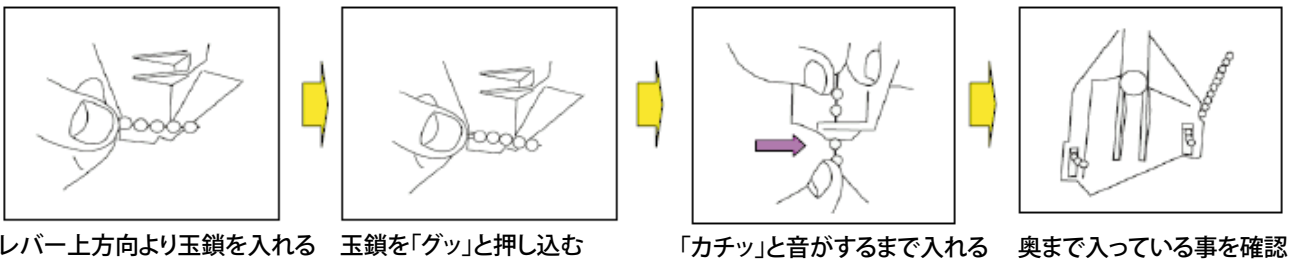 レバー上方向より玉鎖を入れる
玉鎖を「グッ」と押し込む
「カチッ」と音がするまで入れる
奥まで入っている事を確認